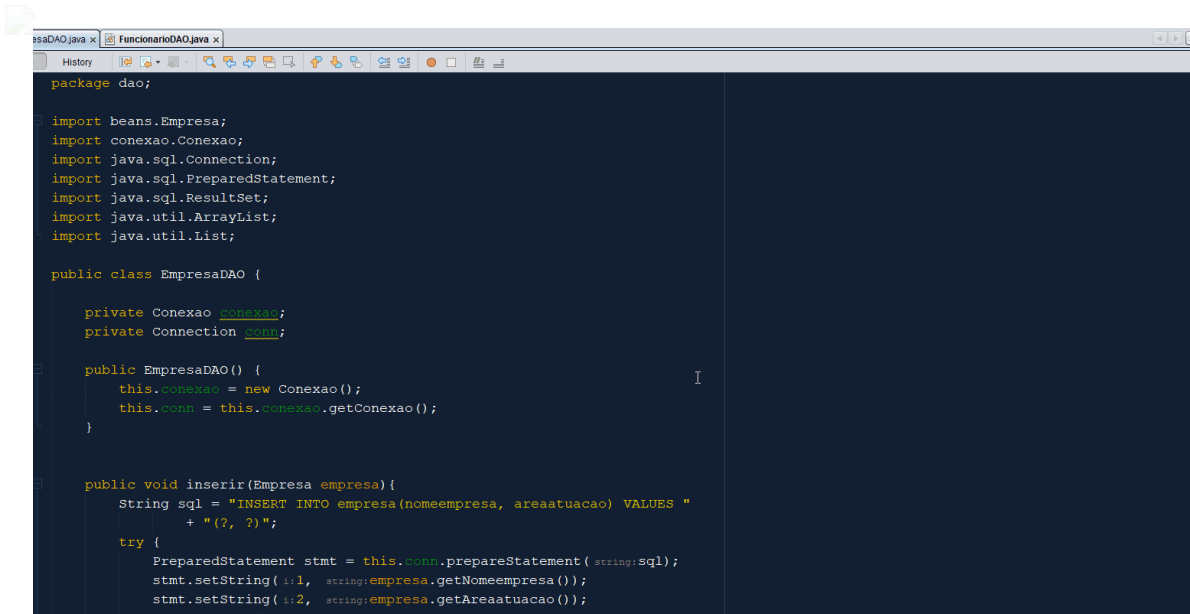 esaDAO.java × FuncionarioDAO.java ×
History
package dao;
import beans.Empresa;
import conexao.Conexao;
import java.sql.Connection;
import java.sql.PreparedStatement;
import java.sql.ResultSet;
import java.util.ArrayList;
import java.util.List;
public class EmpresaDAO {
private Conexao conexao;
private Connection conn;
public EmpresaDAO() {
this.conexao = new Conexao();
this.conn = this.conexao.getConexao();
}
public void inserir(Empresa empresa){
String sql = "INSERT INTO empresa(nomeempresa, areaatuacao) VALUES "
+ "(?, ?)";
try {
PreparedStatement stmt = this.conn.prepareStatement( string:sql);
stmt.setString( i:1, string:empresa.getNomeempresa());
stmt.setString( i:2, string:empresa.getAreaatuacao());